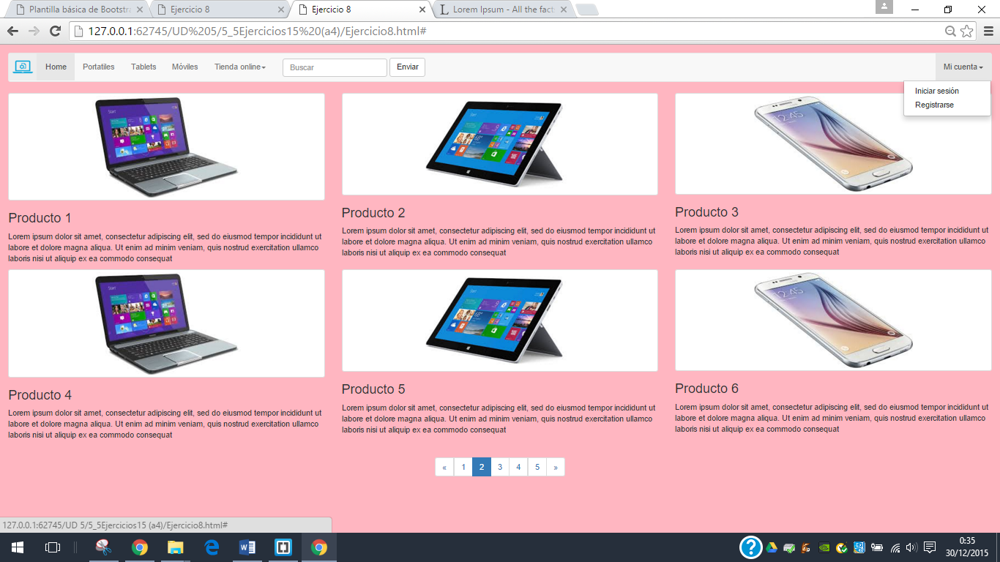 Plantilla básica de Bootstra
Ejercicio 8
Ejercicio 8
Lorem Ipsum - All the fact
127.0.0.1:62745/UD%205/5_5Ejercicios15%20(a4)/Ejercicio8.html#
Home
Portatiles
Tablets
Móviles
Tienda online
Buscar
Enviar
Mi cuenta
Iniciar sesión
Registrarse
Producto 1
Lorem ipsum dolor sit amet, consectetur adipiscing elit, sed do eiusmod tempor incididunt ut
labore et dolore magna aliqua. Ut enim ad minim veniam, quis nostrud exercitation ullamco
laboris nisi ut aliquip ex ea commodo consequat
Producto 2
Lorem ipsum dolor sit amet, consectetur adipiscing elit, sed do eiusmod tempor incididunt ut
labore et dolore magna aliqua. Ut enim ad minim veniam, quis nostrud exercitation ullamco
laboris nisi ut aliquip ex ea commodo consequat
Producto 3
Lorem ipsum dolor sit amet, consectetur adipiscing elit, sed do eiusmod tempor incididunt ut
labore et dolore magna aliqua. Ut enim ad minim veniam, quis nostrud exercitation ullamco
laboris nisi ut aliquip ex ea commodo consequat
Start
12:45
Producto 4
Lorem ipsum dolor sit amet, consectetur adipiscing elit, sed do eiusmod tempor incididunt ut
labore et dolore magna aliqua. Ut enim ad minim veniam, quis nostrud exercitation ullamco
laboris nisi ut aliquip ex ea commodo consequat
Producto 5
Lorem ipsum dolor sit amet, consectetur adipiscing elit, sed do eiusmod tempor incididunt ut
labore et dolore magna aliqua. Ut enim ad minim veniam, quis nostrud exercitation ullamco
laboris nisi ut aliquip ex ea commodo consequat
Producto 6
Lorem ipsum dolor sit amet, consectetur adipiscing elit, sed do eiusmod tempor incididunt ut
labore et dolore magna aliqua. Ut enim ad minim veniam, quis nostrud exercitation ullamco
laboris nisi ut aliquip ex ea commodo consequat
« 1 2 3 4 5 »
127.0.0.1:62745/UD 5/5_5Ejercicios15 (a4)/Ejercicio8.html#
0:35
30/12/2015